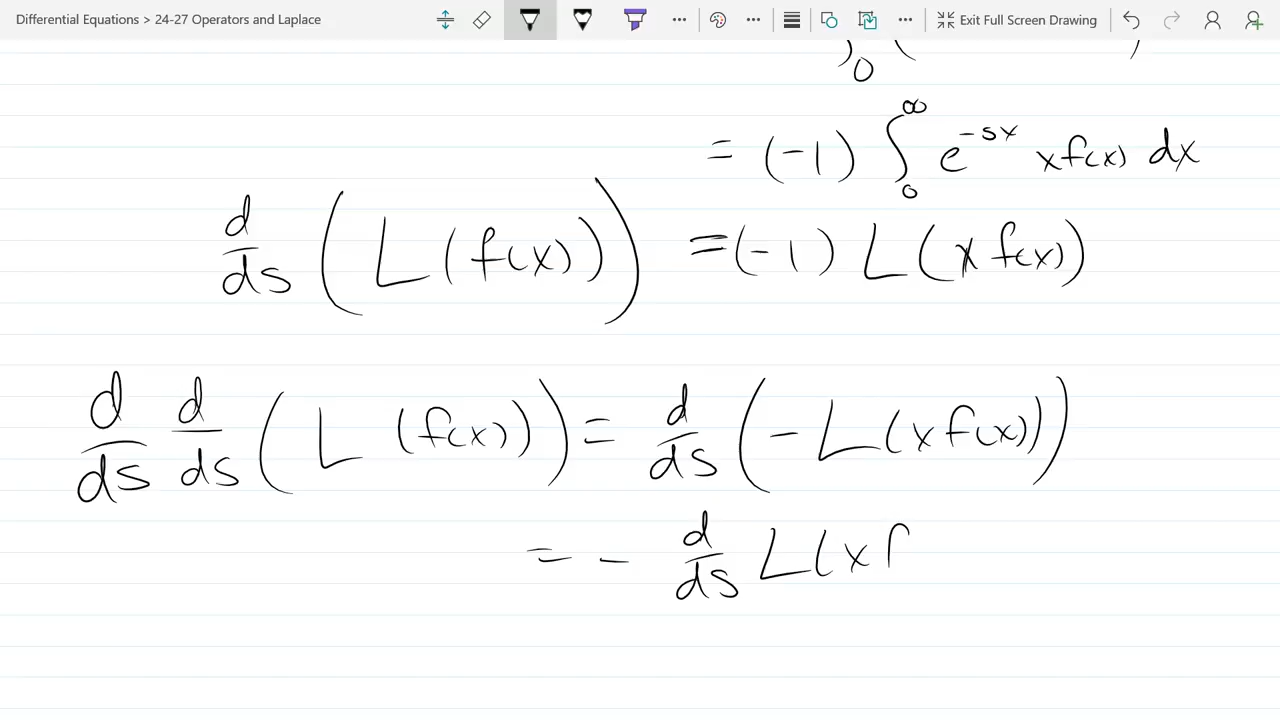 Differential Equations > 24-27 Operators and Laplace
Exit Full Screen Drawing
0
= (-1) ∫₀^∞ e^{-sx} x f(x) dx
d/ds ( L ( f(x) ) ) = (-1) L ( x f(x) )
d/ds d/ds ( L ( f(x) ) ) = d/ds ( - L ( x f(x) ) )
= - d/ds L ( x f